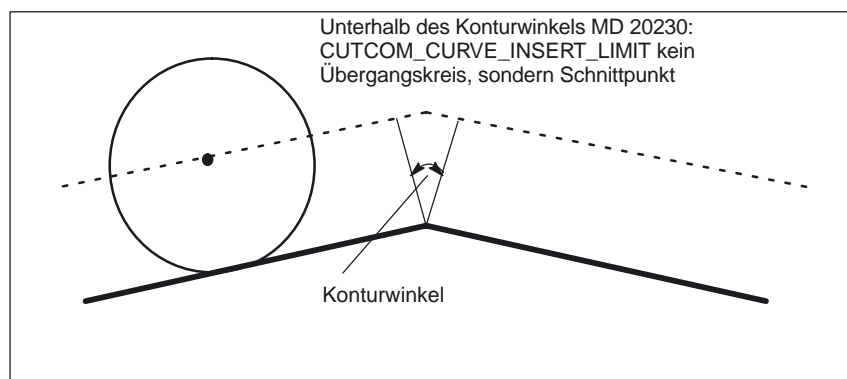 Unterhalb des Konturwinkels MD 20230:
CUTCOM_CURVE_INSERT_LIMIT kein
Übergangskreis, sondern Schnittpunkt
Konturwinkel